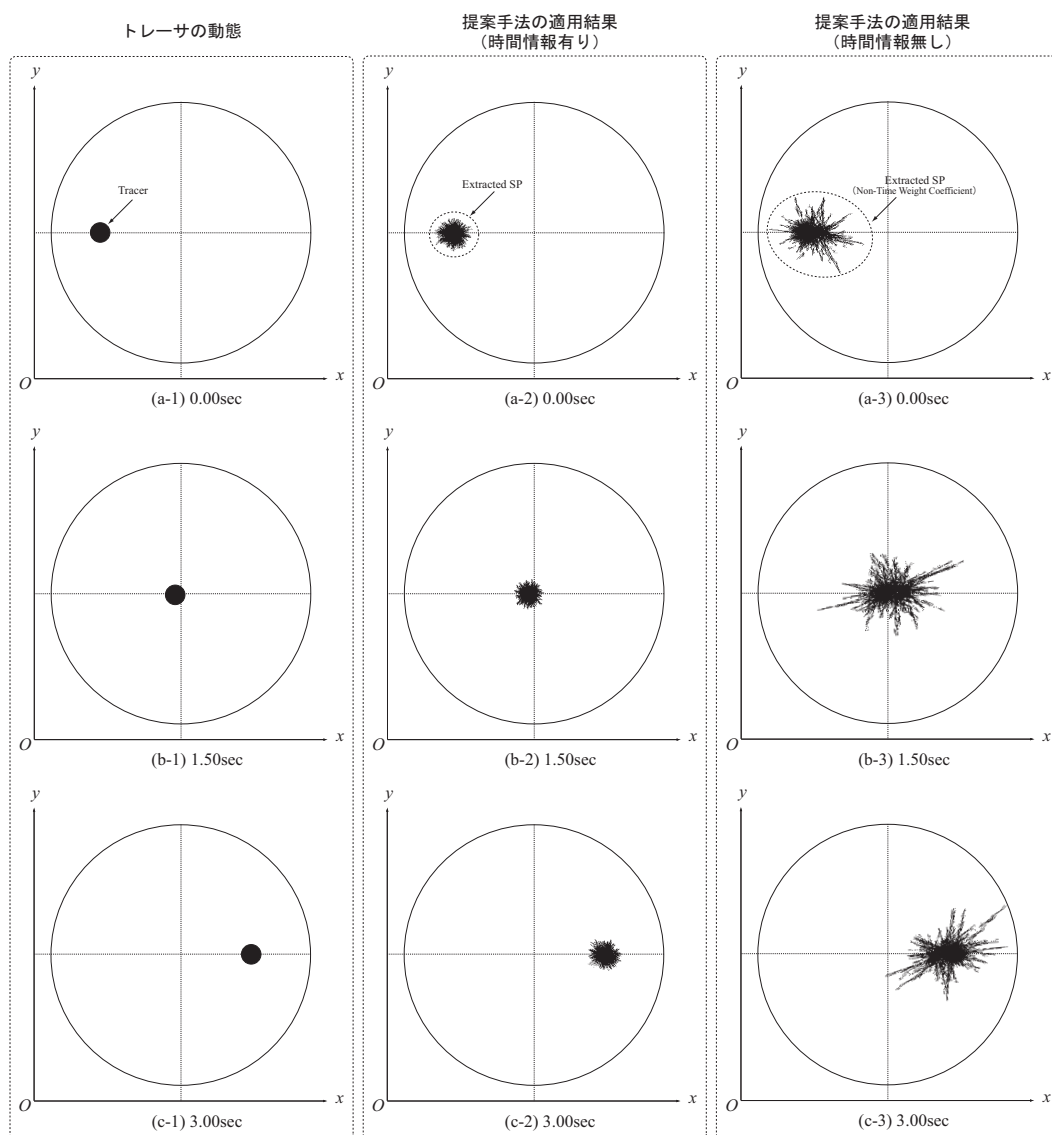 トレーサの動態
提案手法の適用結果
（時間情報有り）
提案手法の適用結果
（時間情報無し）
y
Tracer
O
x
(a-1) 0.00sec
y
Extracted SP
O
x
(a-2) 0.00sec
y
Extracted SP
(Non-Time Weight Coefficient)
O
x
(a-3) 0.00sec
y
O
x
(b-1) 1.50sec
y
O
x
(b-2) 1.50sec
y
O
x
(b-3) 1.50sec
y
O
x
(c-1) 3.00sec
y
O
x
(c-2) 3.00sec
y
O
x
(c-3) 3.00sec